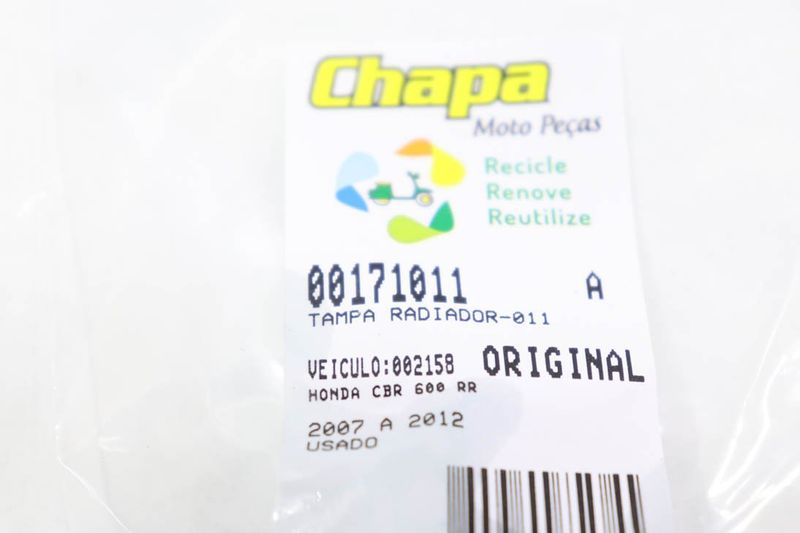 Chapa
Moto Peças
Recicle
Renove
Reutilize
00171011 A
TAMPA RADIADOR-011
VEICULO:002158 ORIGINAL
HONDA CBR 600 RR
2007 A 2012
USADO